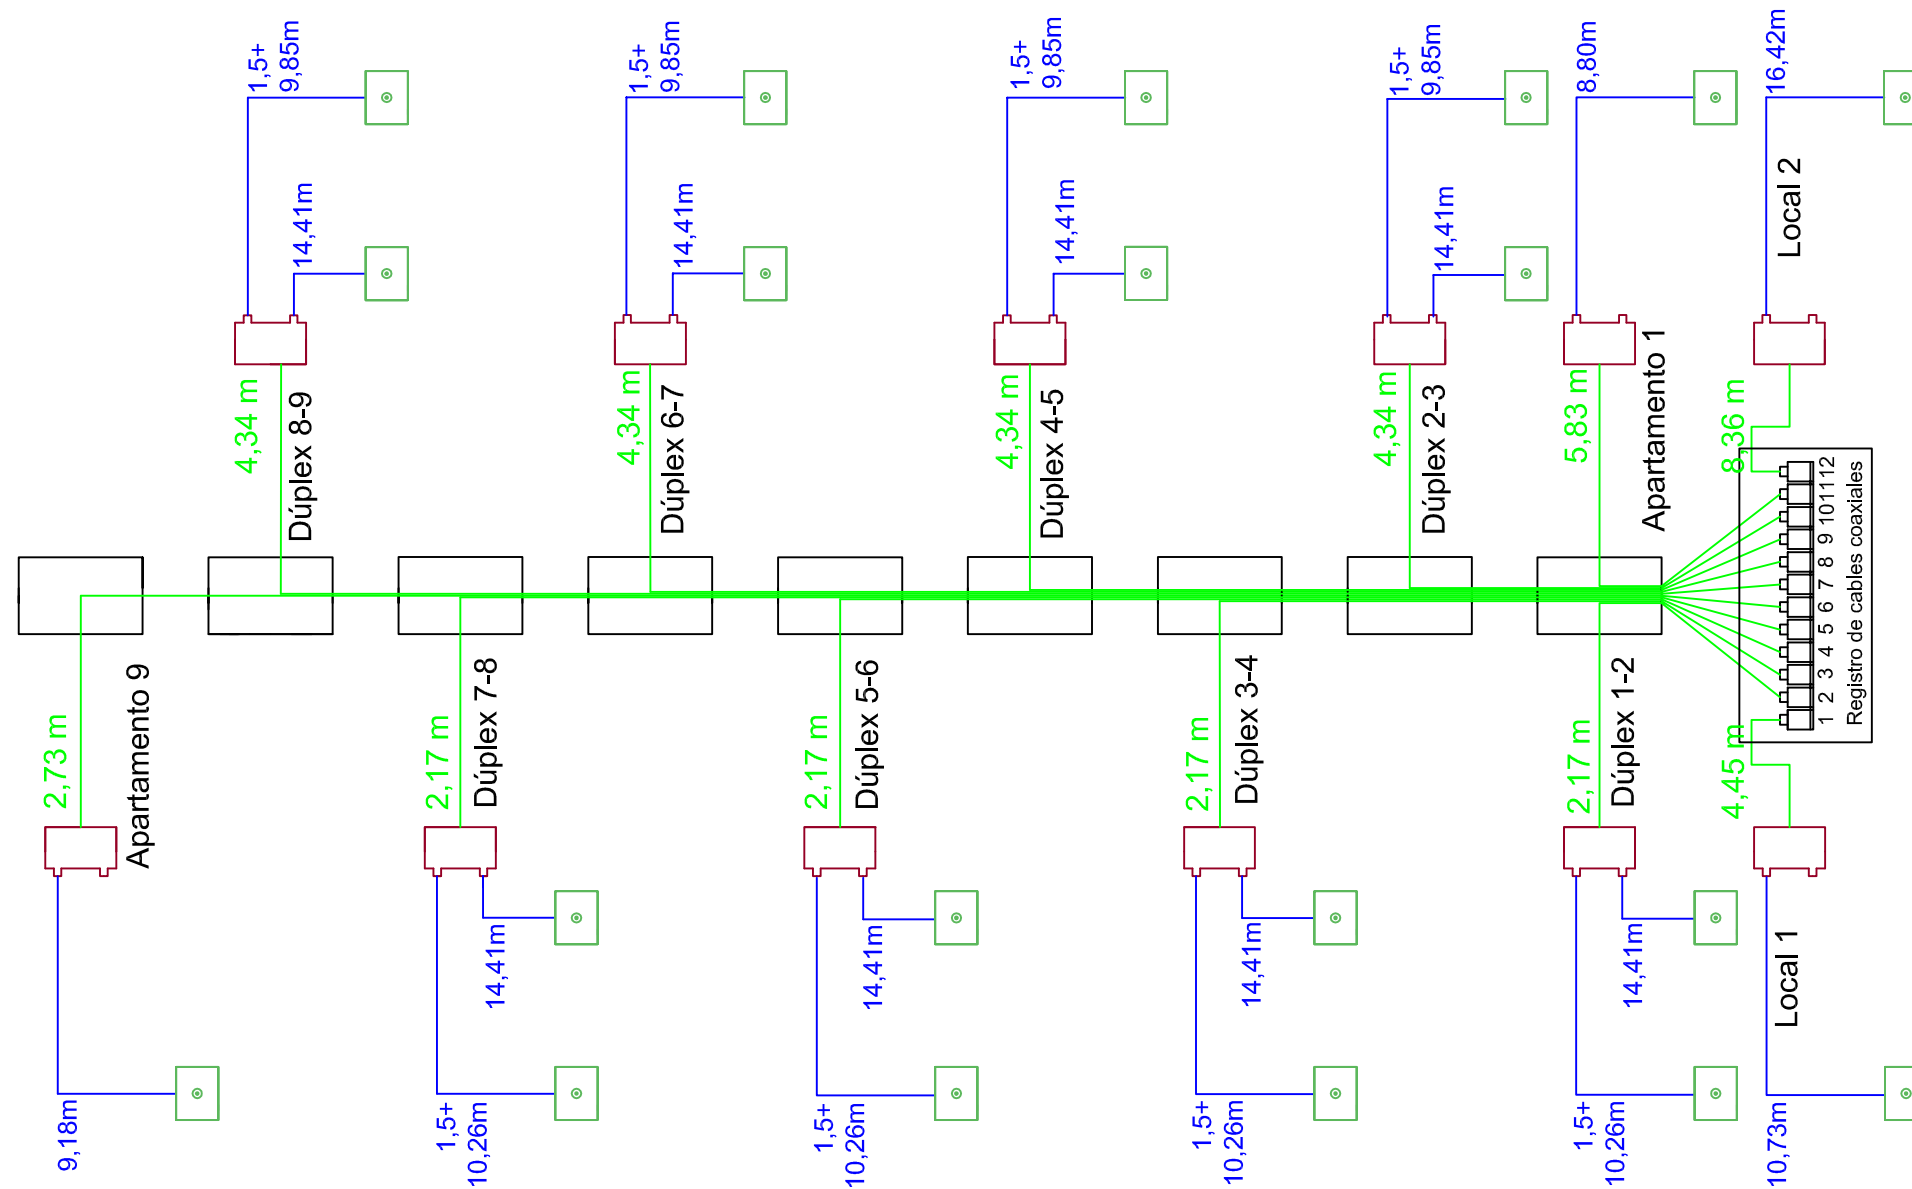 1,5+
9,85m
1,5+
9,85m
1,5+
9,85m
1,5+
9,85m
8,80m
16,42m
14,41m
14,41m
14,41m
14,41m
Local 2
4,34 m
Dúplex 8-9
4,34 m
Dúplex 6-7
4,34 m
Dúplex 4-5
4,34 m
Dúplex 2-3
5,83 m
Apartamento 1
8,36 m
1 2 3 4 5 6 7 8 9 10 11 12
Registro de cables coaxiales
2,73 m
Apartamento 9
2,17 m
Dúplex 7-8
2,17 m
Dúplex 5-6
2,17 m
Dúplex 3-4
2,17 m
Dúplex 1-2
4,45 m
14,41m
14,41m
14,41m
14,41m
Local 1
9,18m
1,5+
10,26m
1,5+
10,26m
1,5+
10,26m
1,5+
10,26m
10,73m